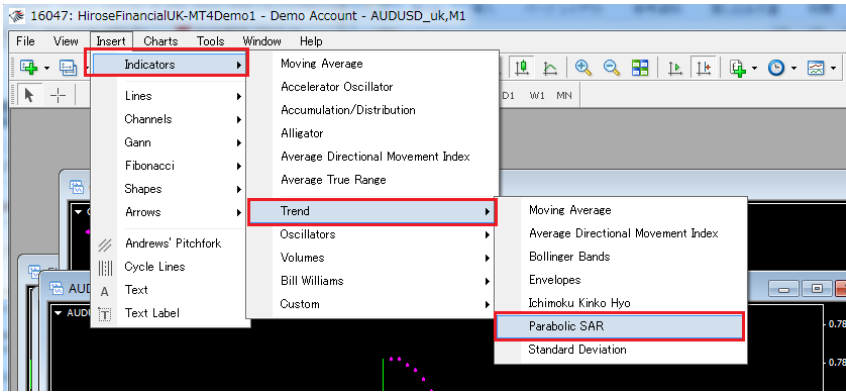 16047: HiroseFinancialUK-MT4Demo1 - Demo Account - AUDUSD_uk,M1
File View Insert Charts Tools Window Help
Indicators
Lines
Channels
Gann
Fibonacci
Shapes
Arrows
Andrews' Pitchfork
Cycle Lines
Text
Text Label
Moving Average
Accelerator Oscillator
Accumulation/Distribution
Alligator
Average Directional Movement Index
Average True Range
Trend
Oscillators
Volumes
Bill Williams
Custom
Moving Average
Average Directional Movement Index
Bollinger Bands
Envelopes
Ichimoku Kinko Hyo
Parabolic SAR
Standard Deviation
D1 W1 MN
AUD
AUD
0.78
0.78